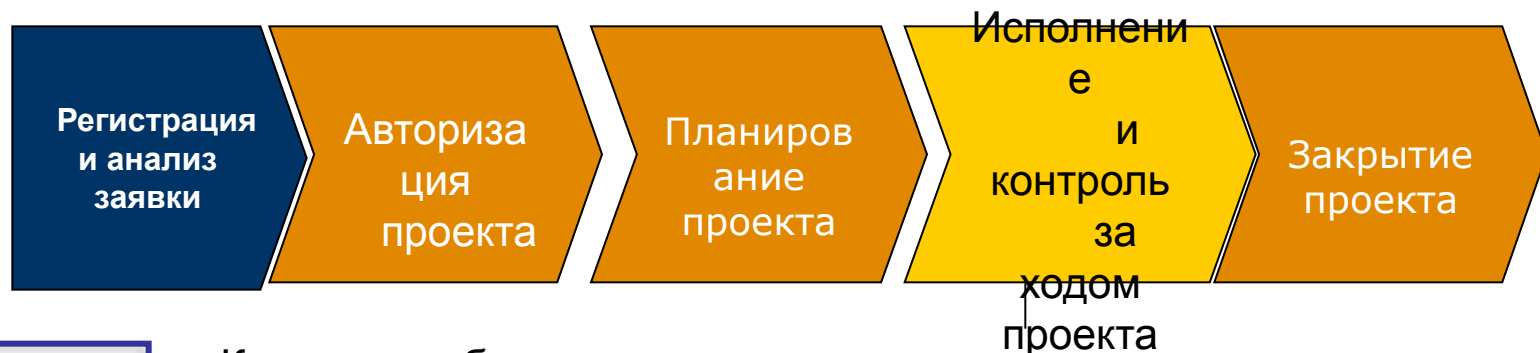 Регистрация
и анализ
заявки
Авториза
ция
проекта
Планиров
ание
проекта
Исполнени
е
и
контроль
за
ходом
проекта
Закрытие
проекта